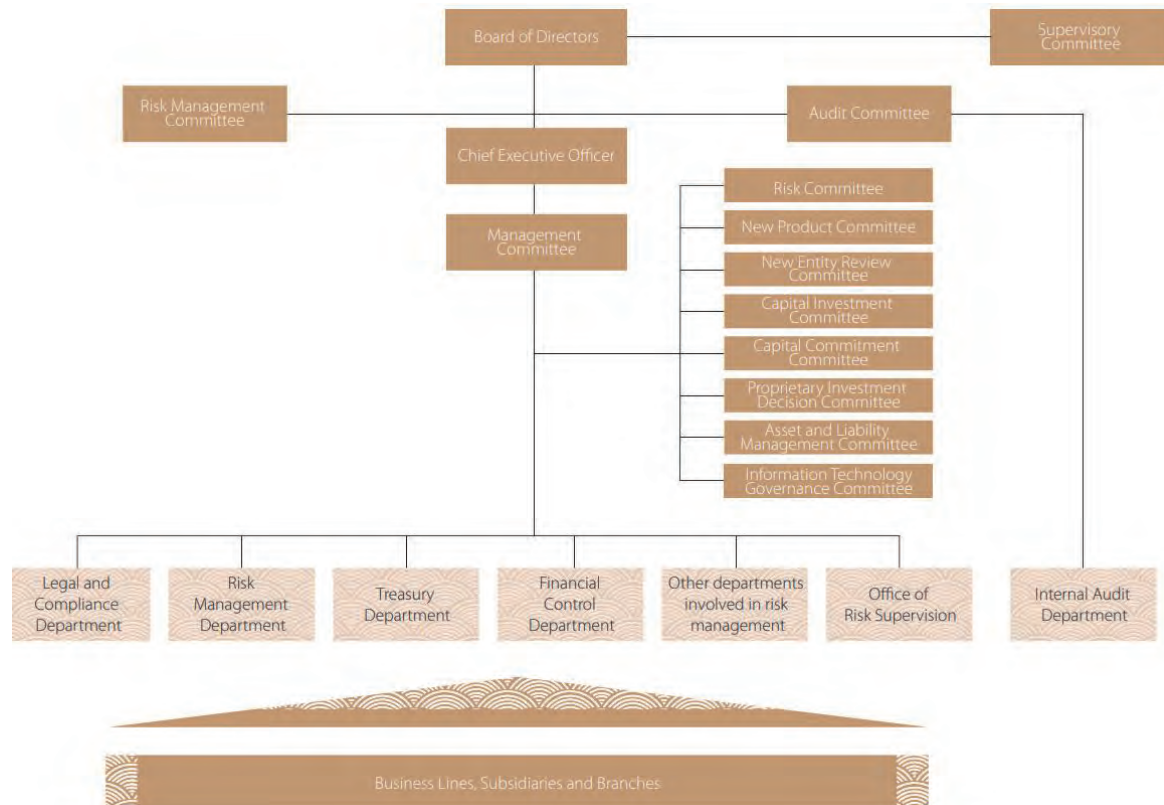 Board of Directors
Supervisory
Committee
Risk Management
Committee
Audit Committee
Chief Executive Officer
Management
Committee
Risk Committee
New Product Committee
New Entity Review
Committee
Capital Investment
Committee
Capital Commitment
Committee
Proprietary Investment
Decision Committee
Asset and Liability
Management Committee
Information Technology
Governance Committee
Legal and
Compliance
Department
Risk
Management
Department
Treasury
Department
Financial
Control
Department
Other departments
involved in risk
management
Office of
Risk Supervision
Internal Audit
Department
Business Lines, Subsidiaries and Branches